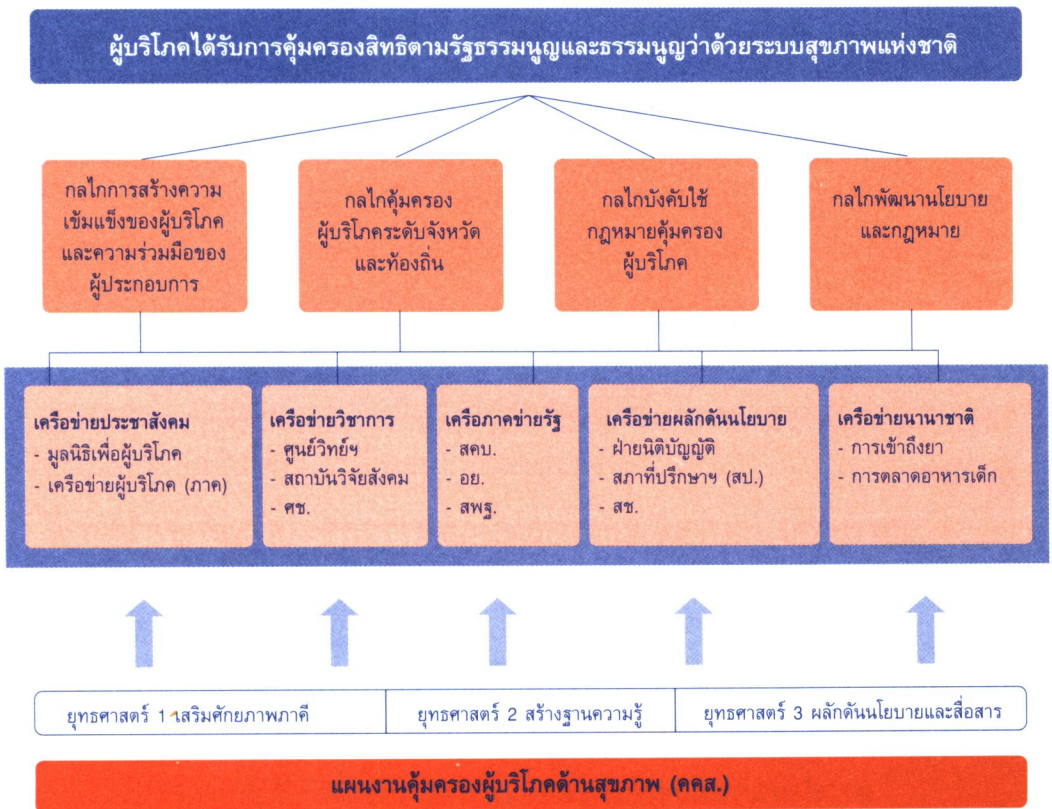 ผู้บริโภคได้รับการคุ้มครองสิทธิตามรัฐธรรมนูญและธรรมนูญว่าด้วยระบบสุขภาพแห่งชาติ
กลไกการสร้างความ
เข้มแข็งของผู้บริโภค
และความร่วมมือของ
ผู้ประกอบการ
กลไกคุ้มครอง
ผู้บริโภคระดับจังหวัด
และท้องถิ่น
กลไกบังคับใช้
กฎหมายคุ้มครอง
ผู้บริโภค
กลไกพัฒนานโยบาย
และกฎหมาย
เครือข่ายประชาสังคม
- มูลนิธิเพื่อผู้บริโภค
- เครือข่ายผู้บริโภค (ภาค)
เครือข่ายวิชาการ
- ศูนย์วิทย์ฯ
- สถาบันวิจัยสังคม
- ศช.
เครือภาคข่ายรัฐ
- สคบ.
- อย.
- สพฐ.
เครือข่ายผลักดันนโยบาย
- ฝ่ายนิติบัญญัติ
- สภาที่ปรึกษาฯ (สป.)
- สช.
เครือข่ายนานาชาติ
- การเข้าถึงยา
- การตลาดอาหารเด็ก
ยุทธศาสตร์ 1 เสริมศักยภาพภาคี
ยุทธศาสตร์ 2 สร้างฐานความรู้
ยุทธศาสตร์ 3 ผลักดันนโยบายและสื่อสาร
แผนงานคุ้มครองผู้บริโภคด้านสุขภาพ (คคส.)